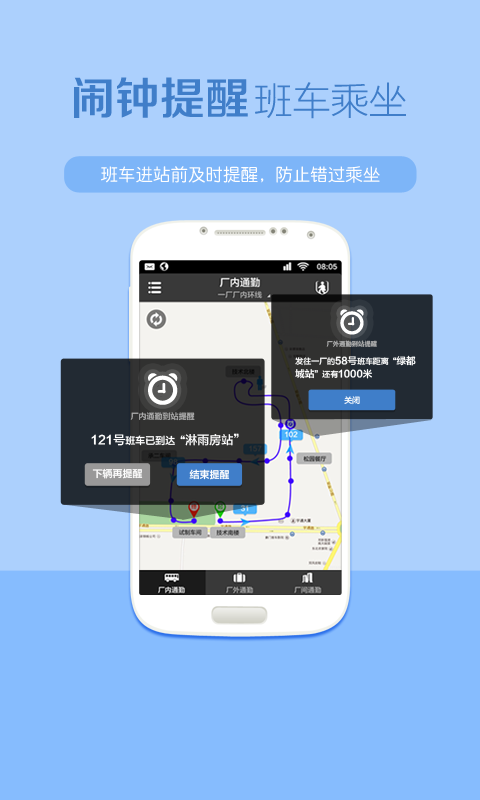 闹钟提醒班车乘坐
班车进站前及时提醒，防止错过乘坐
08:05
厂内通勤
一厂厂内环线
厂外通勤到站提醒
发往一厂的58号班车距离“绿都
城站”还有1000米
关闭
技术设施
厂内通勤到站提醒
121号班车已到达“淋雨房站”
下辆再提醒
结束提醒
102
松园餐厅
31
试制车间
技术南楼
厂内通勤
厂外通勤
厂间通勤